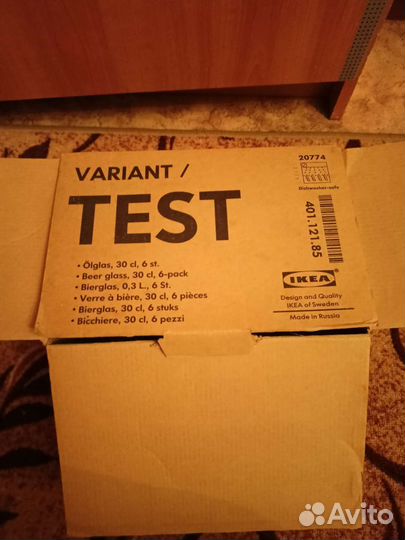 VARIANT /
TEST
• Ölglas, 30 cl, 6 st.
• Beer glass, 30 cl, 6-pack
• Bierglas, 0,3 L., 6 St.
• Verre à bière, 30 cl, 6 pièces
• Bierglas, 30 cl, 6 stuks
• Bicchiere, 30 cl, 6 pezzi
20774
Dishwasher-safe
401.121.85
IKEA
Design and Quality
IKEA of Sweden
Made in Russia
Avito